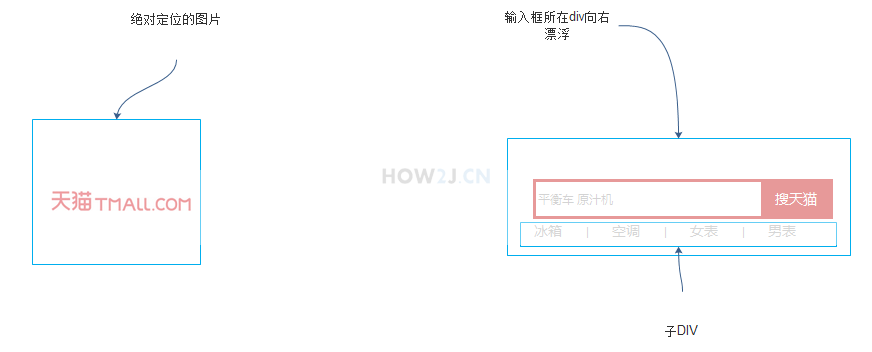 绝对定位的图片
输入框所在div向右
漂浮
天猫 TMALL.COM
HOW2J.CN
平衡车 原汁机
搜天猫
冰箱 | 空调 | 女表 | 男表
子DIV